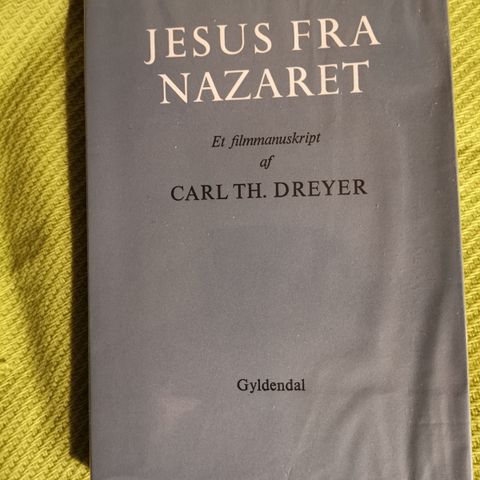 JESUS FRA
NAZARET
Et filmmanuskript
af
CARL TH. DREYER
Gyldendal